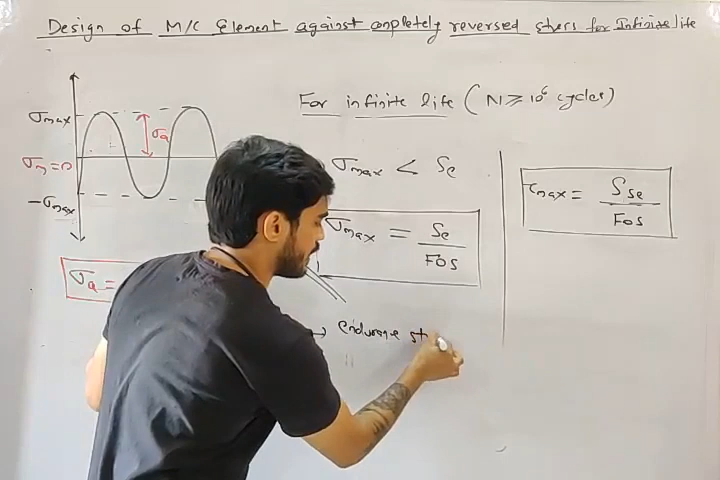 Design of M/C Element against completely reversed stress for Infinite life
For infinite life (N ≥ 10⁶ cycles)
σmax
σa
σm = 0
-σmax
σa =
σmax < Se
σmax = Se / FOS
τmax = Sse / FOS
→ endurance st